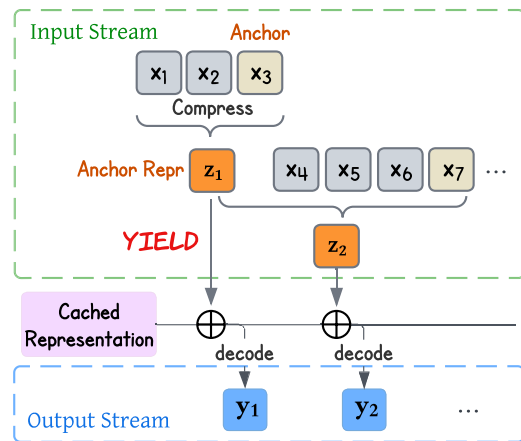 Input Stream
Anchor
x₁ x₂ x₃
Compress
Anchor Repr z₁ x₄ x₅ x₆ x₇ ...
YIELD
z₂
Cached
Representation
decode decode
y₁ y₂ ...
Output Stream